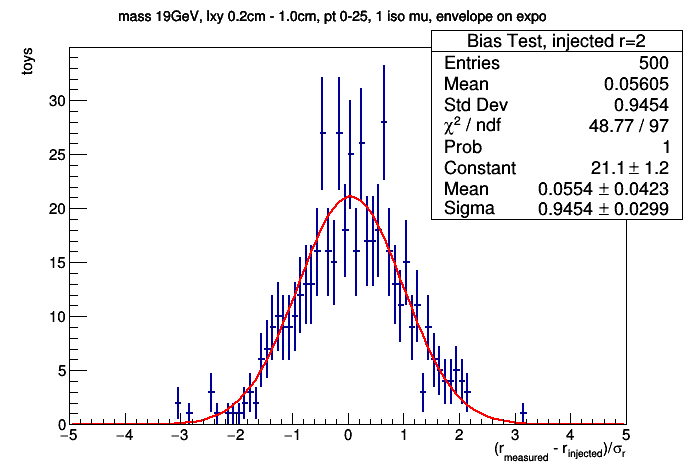 mass 19GeV, lxy 0.2cm - 1.0cm, pt 0-25, 1 iso mu, envelope on expo
toys
Bias Test, injected r=2
Entries 500
Mean 0.05605
Std Dev 0.9454
χ² / ndf 48.77 / 97
Prob 1
Constant 21.1 ± 1.2
Mean 0.0554 ± 0.0423
Sigma 0.9454 ± 0.0299
30
25
20
15
10
5
0
−5 −4 −3 −2 −1 0 1 2 3 4 5
(r_measured - r_injected)/σ_r